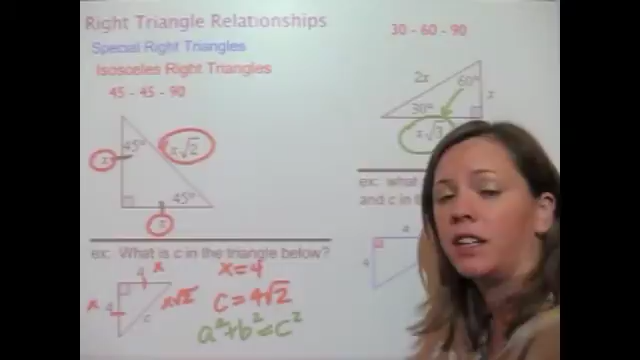 Right Triangle Relationships
Special Right Triangles
Isosceles Right Triangles
45 - 45 - 90
45°
x√2
x
45°
x
ex: What is c in the triangle below?
4 x
x 4
x√2
c
x=4
c=4√2
a²+b²=c²
30 - 60 - 90
2x
60°
x
30°
x√3
ex: what
and c in
a
4